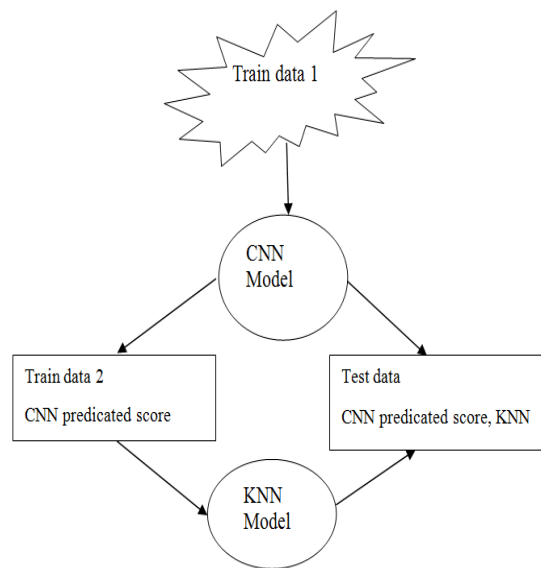 Train data 1
CNN
Model
Train data 2
CNN predicated score
Test data
CNN predicated score, KNN
KNN
Model